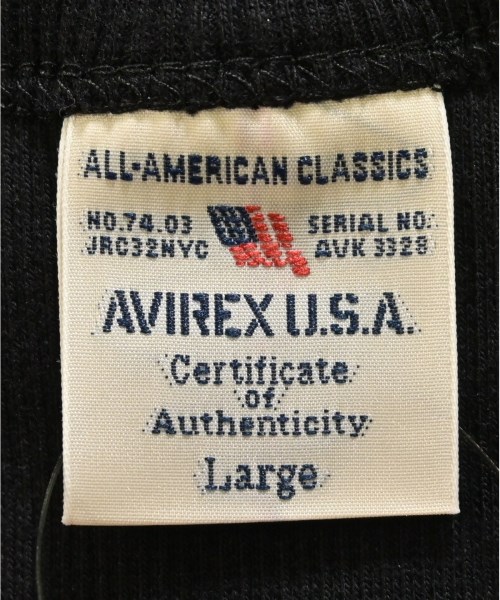 ALL-AMERICAN CLASSICS
NO.74.03 SERIAL NO.
JRC32NYC AVK 3328
AVIREX U.S.A.
Certificate
of
Authenticity
Large